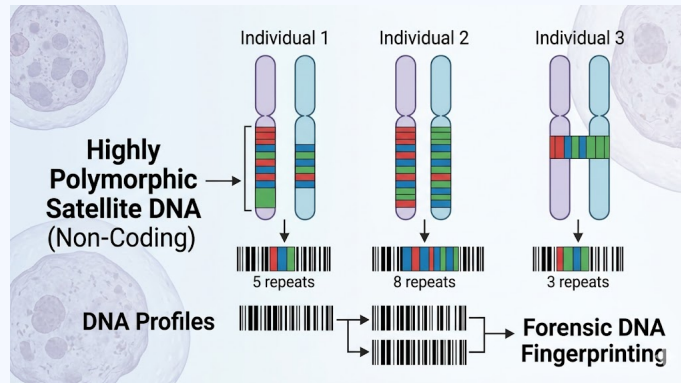 Individual 1
Individual 2
Individual 3
Highly
Polymorphic
Satellite DNA
(Non-Coding)
5 repeats
8 repeats
3 repeats
DNA Profiles
Forensic DNA
Fingerprinting